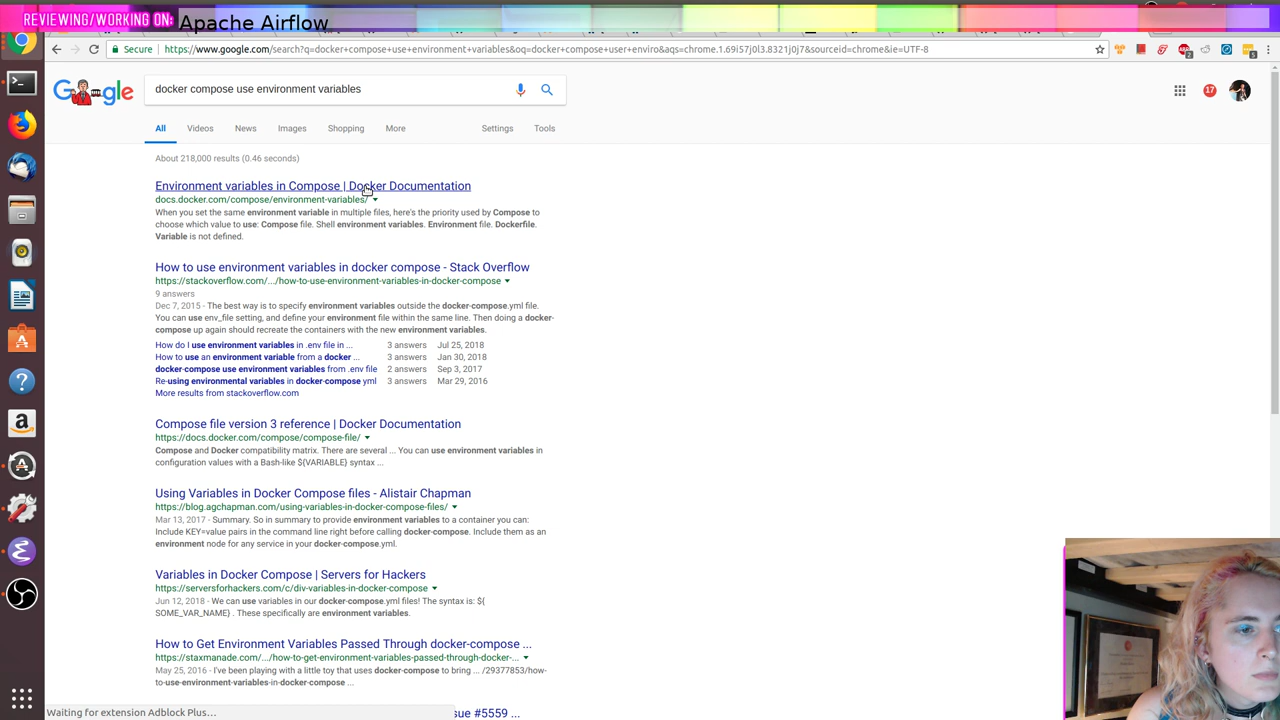 REVIEWING/WORKING ON: Apache Airflow
Secure https://www.google.com/search?q=docker+compose+use+environment+variables&oq=docker+compose+user+enviro&aqs=chrome.1.69i57j0l3.8321j0j7&sourceid=chrome&ie=UTF-8
2
5
Google docker compose use environment variables
17
All Videos News Images Shopping More Settings Tools
About 218,000 results (0.46 seconds)
Environment variables in Compose | Docker Documentation
docs.docker.com/compose/environment-variables/
When you set the same environment variable in multiple files, here's the priority used by Compose to
choose which value to use: Compose file. Shell environment variables. Environment file. Dockerfile.
Variable is not defined.
How to use environment variables in docker compose - Stack Overflow
https://stackoverflow.com/.../how-to-use-environment-variables-in-docker-compose
9 answers
Dec 7, 2015 - The best way is to specify environment variables outside the docker-compose.yml file.
You can use env_file setting, and define your environment file within the same line. Then doing a docker-
compose up again should recreate the containers with the new environment variables.
How do I use environment variables in .env file in ... 3 answers Jul 25, 2018
How to use an environment variable from a docker ... 3 answers Jan 30, 2018
docker-compose use environment variables from .env file 2 answers Sep 3, 2017
Re-using environmental variables in docker-compose yml 3 answers Mar 29, 2016
More results from stackoverflow.com
Compose file version 3 reference | Docker Documentation
https://docs.docker.com/compose/compose-file/
Compose and Docker compatibility matrix. There are several ... You can use environment variables in
configuration values with a Bash-like ${VARIABLE} syntax ...
Using Variables in Docker Compose files - Alistair Chapman
https://blog.agchapman.com/using-variables-in-docker-compose-files/
Mar 13, 2017 - Summary. So in summary to provide environment variables to a container you can:
Include KEY=value pairs in the command line right before calling docker-compose. Include them as an
environment node for any service in your docker-compose.yml.
Variables in Docker Compose | Servers for Hackers
https://serversforhackers.com/c/div-variables-in-docker-compose
Jun 12, 2018 - We can use variables in our docker-compose.yml files! The syntax is: ${
SOME_VAR_NAME} . These specifically are environment variables.
How to Get Environment Variables Passed Through docker-compose ...
https://staxmanade.com/.../how-to-get-environment-variables-passed-through-docker-...
May 25, 2016 - I've been playing with a little toy that uses docker-compose to bring ... /29377853/how-
to-use-environment-variables-in-docker-compose ...
Waiting for extension Adblock Plus...
sue #5559 ...